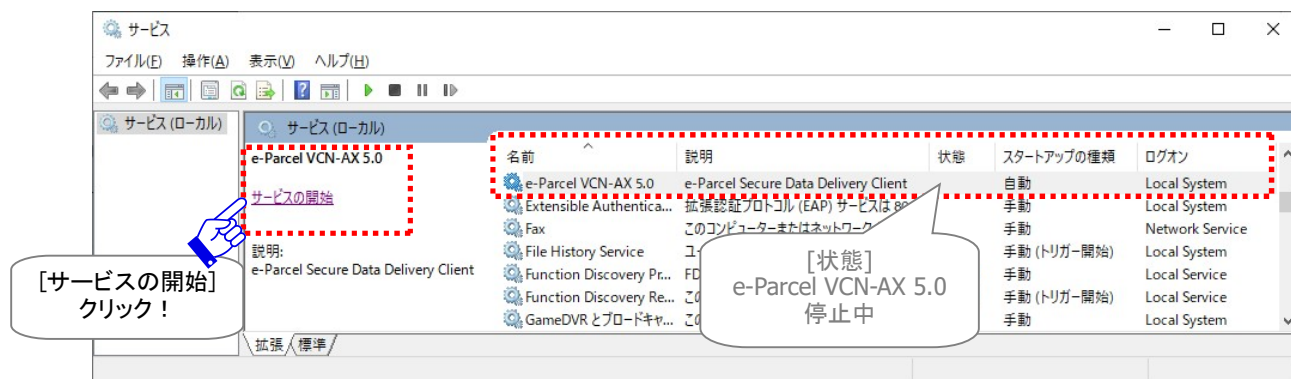 サービス
ファイル(F) 操作(A) 表示(V) ヘルプ(H)
サービス (ローカル)
サービス (ローカル)
e-Parcel VCN-AX 5.0
サービスの開始
説明:
e-Parcel Secure Data Delivery Client
[サービスの開始]
クリック！
名前 説明 状態 スタートアップの種類 ログオン
e-Parcel VCN-AX 5.0 e-Parcel Secure Data Delivery Client 自動 Local System
Extensible Authentica... 拡張認証プロトコル (EAP) サービスは 80 手動 Local System
Fax このコンピューターまたはネットワーク 手動 Network Service
File History Service ユー 手動 (トリガー開始) Local System
Function Discovery Pr... FD 手動 Local Service
Function Discovery Re... この 手動 (トリガー開始) Local Service
GameDVR とブロードキャ... この 手動 Local System
[状態]
e-Parcel VCN-AX 5.0
停止中
拡張 標準